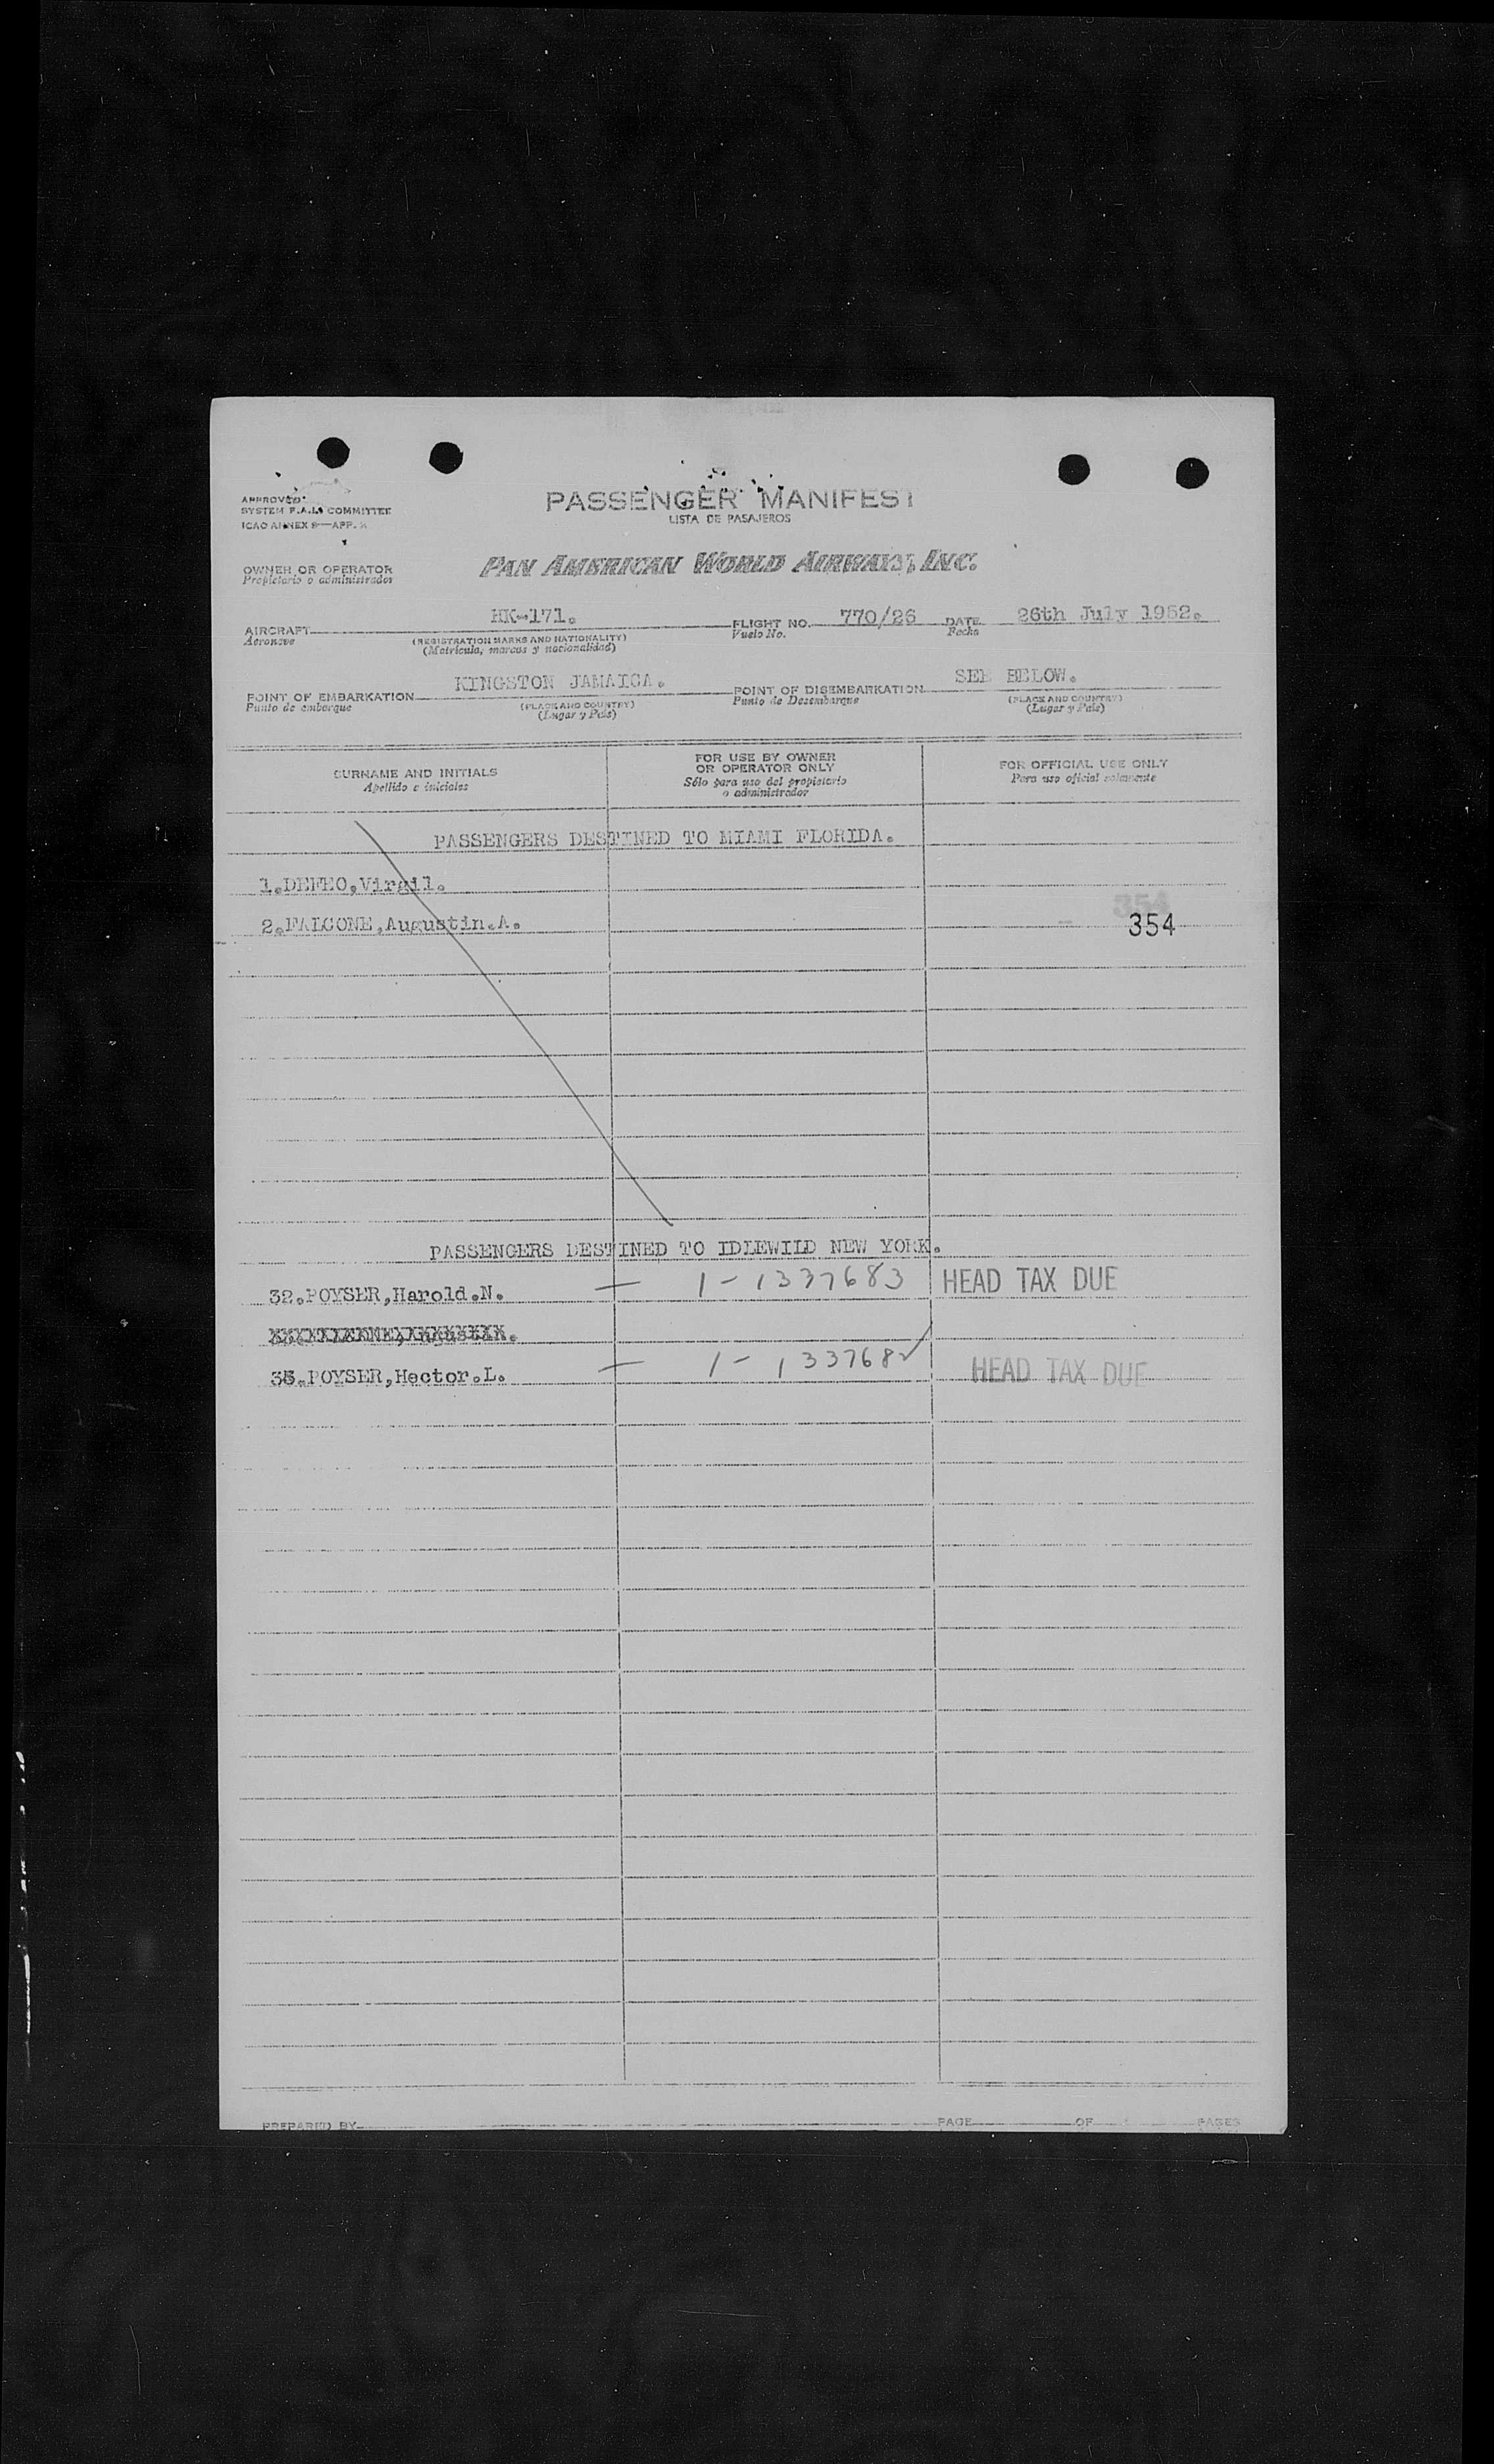 APPROVED
SYSTEM F.A.L. COMMITTEE
ICAO ANNEX 9—APP.
PASSENGER MANIFEST
LISTA DE PASAJEROS
OWNER OR OPERATOR
Propietario o administrador
PAN AMERICAN WORLD AIRWAYS, INC.
AIRCRAFT HK-171. FLIGHT NO. 770/26 DATE 26th July 1952.
Aeronave (REGISTRATION MARKS AND NATIONALITY) Vuelo No. Fecha
(Matrícula, marcas y nacionalidad)
POINT OF EMBARKATION KINGSTON JAMAICA. POINT OF DISEMBARKATION SEE BELOW.
Punto de embarque (PLACE AND COUNTRY) Punto de Desembarque (PLACE AND COUNTRY)
(Lugar y País) (Lugar y País)
SURNAME AND INITIALS
Apellido e iniciales
FOR USE BY OWNER
OR OPERATOR ONLY
Sólo para uso del propietario
o administrador
FOR OFFICIAL USE ONLY
Para uso oficial solamente
PASSENGERS DESTINED TO MIAMI FLORIDA.
1.DEFEO,Virgil.
354
2.FALCONE,Augustin.A. 354
PASSENGERS DESTINED TO IDLEWILD NEW YORK.
32.POYSER,Harold.N. — 1-1337683 HEAD TAX DUE
35.POYSER,Hector.L. — 1-1337682 HEAD TAX DUE
PREPARED BY PAGE OF PAGES